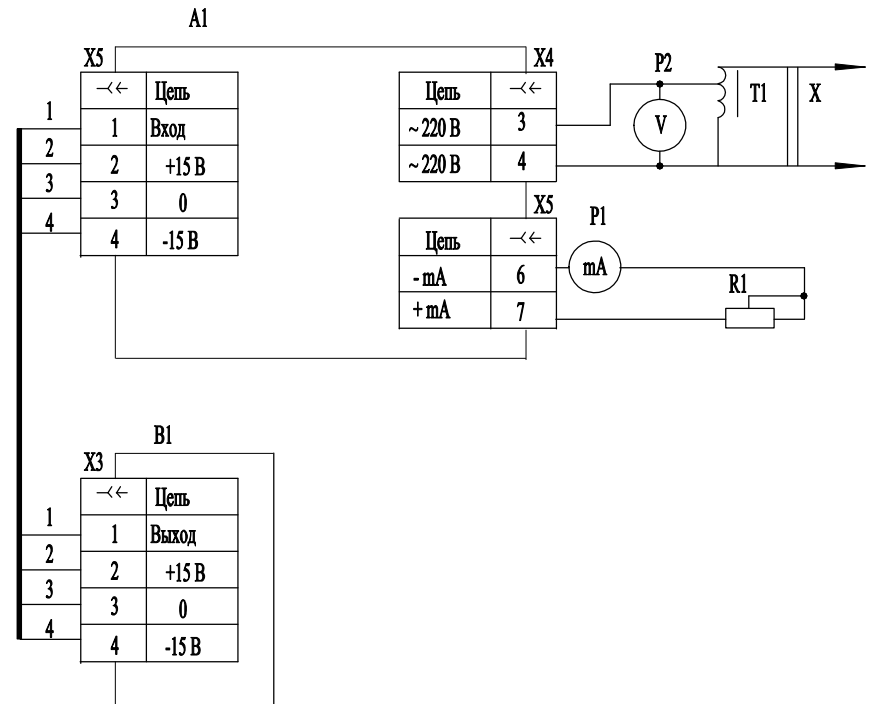 A1
X5
Цепь
1 Вход
2 +15 В
3 0
4 -15 В
1
2
3
4
X4
Цепь
~ 220 В 3
~ 220 В 4
P2
V
T1
X
X5
Цепь
- mA 6
+ mA 7
P1
mA
R1
B1
X3
Цепь
1 Выход
2 +15 В
3 0
4 -15 В
1
2
3
4